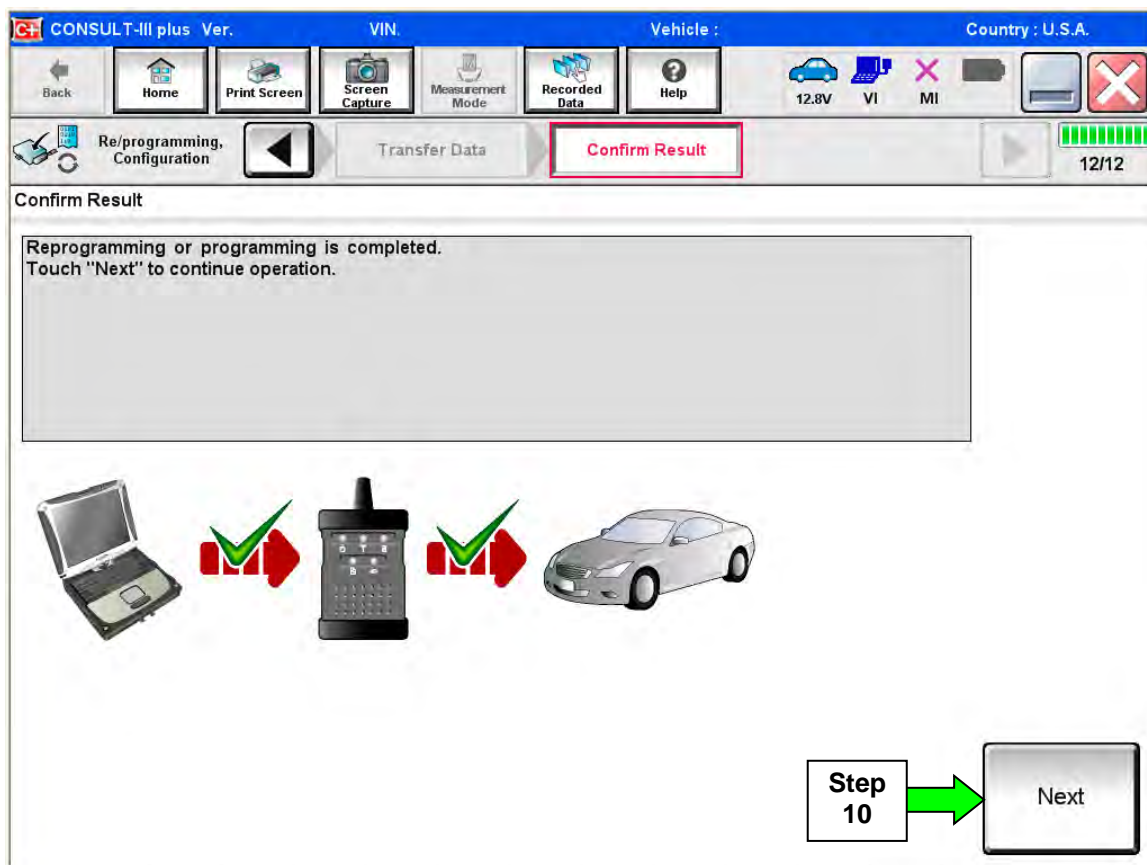 C+ CONSULT-III plus Ver. VIN. Vehicle : Country : U.S.A.
Back
Home
Print Screen
Screen
Capture
Measurement
Mode
Recorded
Data
Help
12.8V
VI
MI
Re/programming,
Configuration
Transfer Data
Confirm Result
12/12
Confirm Result
Reprogramming or programming is completed.
Touch "Next" to continue operation.
Step
10
Next